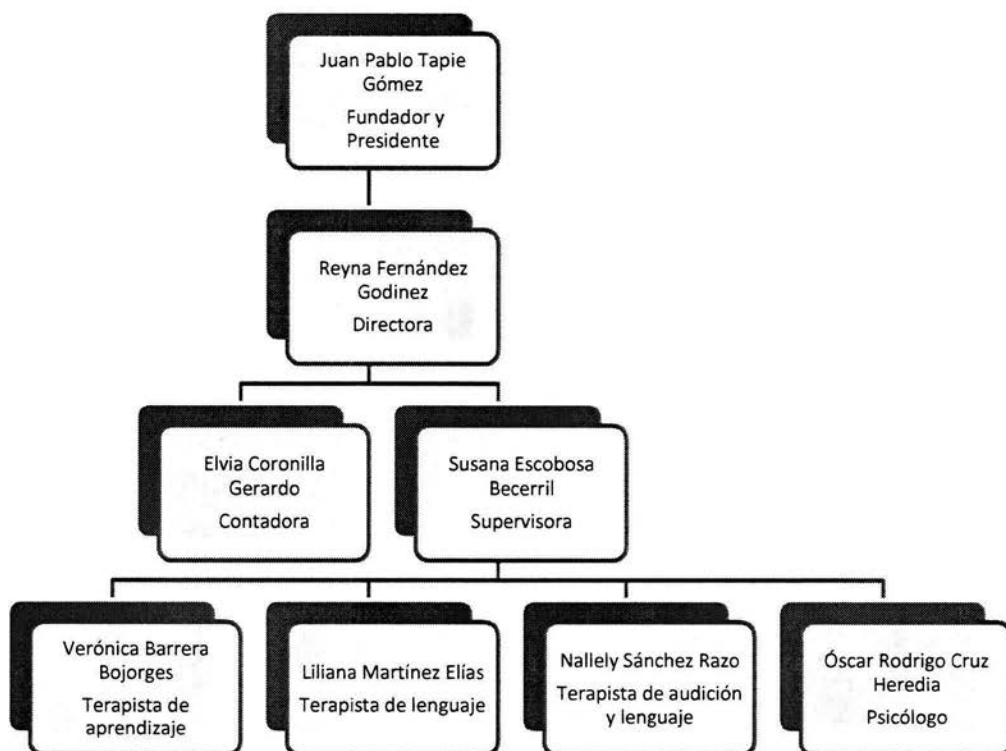 Juan Pablo Tapie
Gómez
Fundador y
Presidente
Reyna Fernández
Godinez
Directora
Elvia Coronilla
Gerardo
Contadora
Susana Escobosa
Becerril
Supervisora
Verónica Barrera
Bojorges
Terapista de
aprendizaje
Liliana Martínez Elías
Terapista de lenguaje
Nallely Sánchez Razo
Terapista de audición
y lenguaje
Óscar Rodrigo Cruz
Heredia
Psicólogo